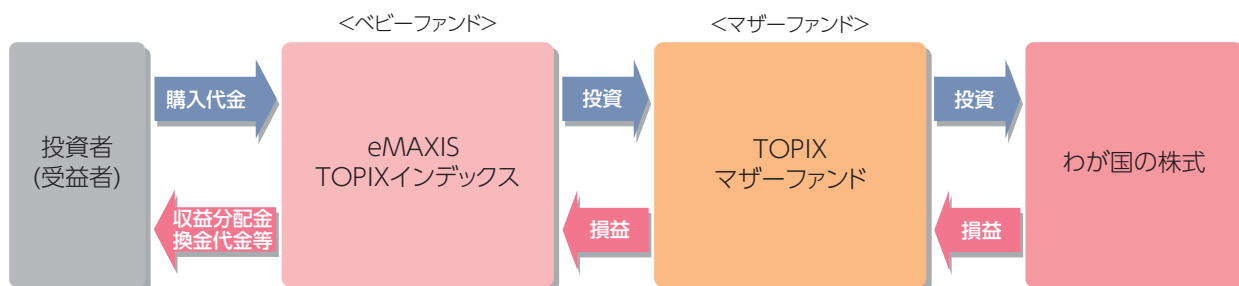 <ベビーファンド>
<マザーファンド>
購入代金
投資
投資
投資者
(受益者)
eMAXIS
TOPIXインデックス
TOPIX
マザーファンド
わが国の株式
収益分配金
換金代金等
損益
損益